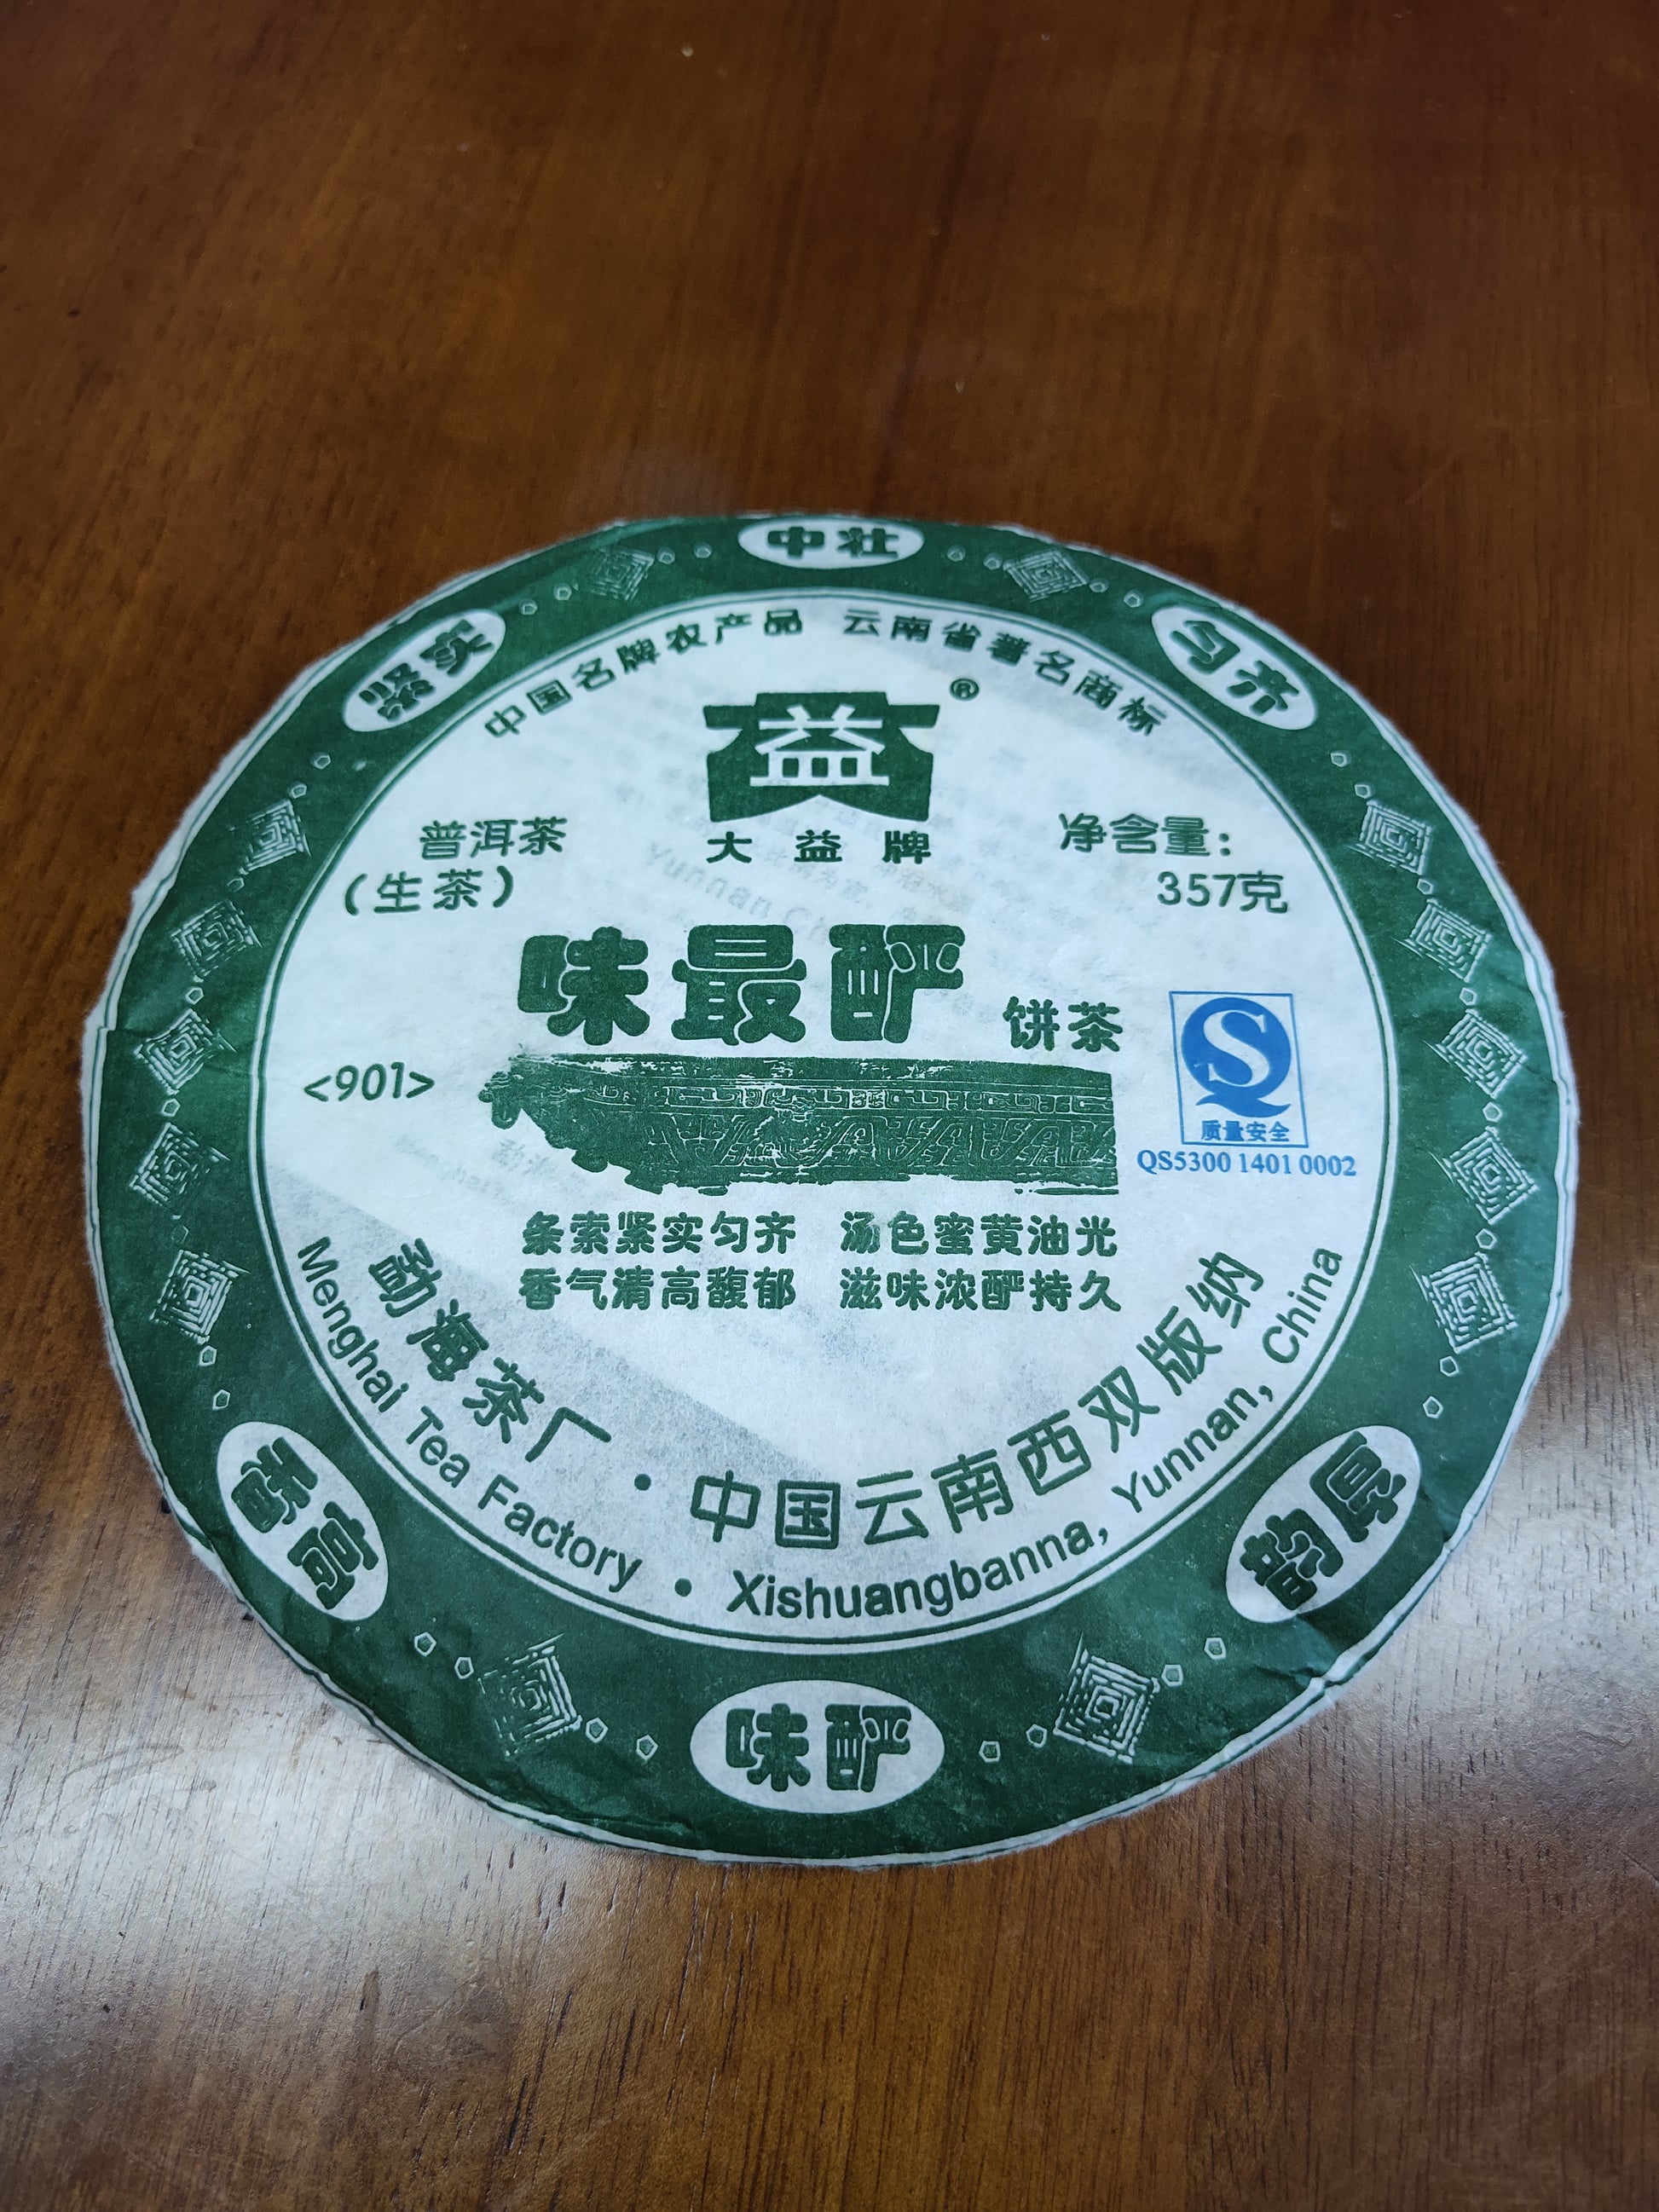 中壮
紧实
匀齐
中国名牌农产品 云南省著名商标
益®
大益牌
普洱茶
(生茶)
净含量:
357克
味最酽
饼茶
<901>
质量安全
QS5300 1401 0002
条索紧实匀齐 汤色蜜黄油光
香气清高馥郁 滋味浓酽持久
勐海茶厂·中国云南西双版纳
Menghai Tea Factory • Xishuangbanna, Yunnan, China
香高
韵厚
味酽